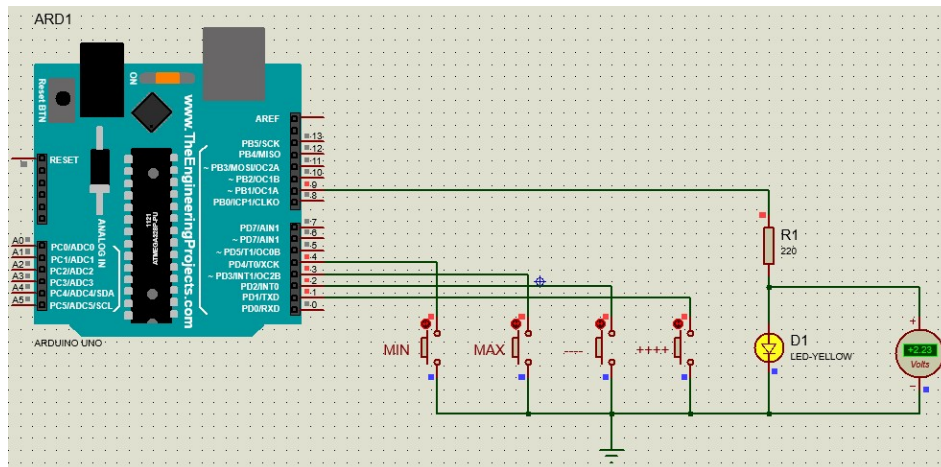 ARD1
ON
Reset BTN
www.TheEngineeringProjects.com
1121
ATMEGA328P-PU
ANALOG IN
RESET
A0 PC0/ADC0
A1 PC1/ADC1
A2 PC2/ADC2
A3 PC3/ADC3
A4 PC4/ADC4/SDA
A5 PC5/ADC5/SCL
AREF
PB5/SCK 13
PB4/MISO 12
~ PB3/MOSI/OC2A 11
~ PB2/OC1B 10
~ PB1/OC1A 9
PB0/ICP1/CLKO 8
PD7/AIN1 7
~ PD7/AIN1 6
~ PD5/T1/OC0B 5
PD4/T0/XCK 4
~ PD3/INT1/OC2B 3
PD2/INT0 2
PD1/TXD 1
PD0/RXD 0
ARDUINO UNO
MIN
MAX
----
++++
R1
220
D1
LED-YELLOW
+
+2.23
Volts
−